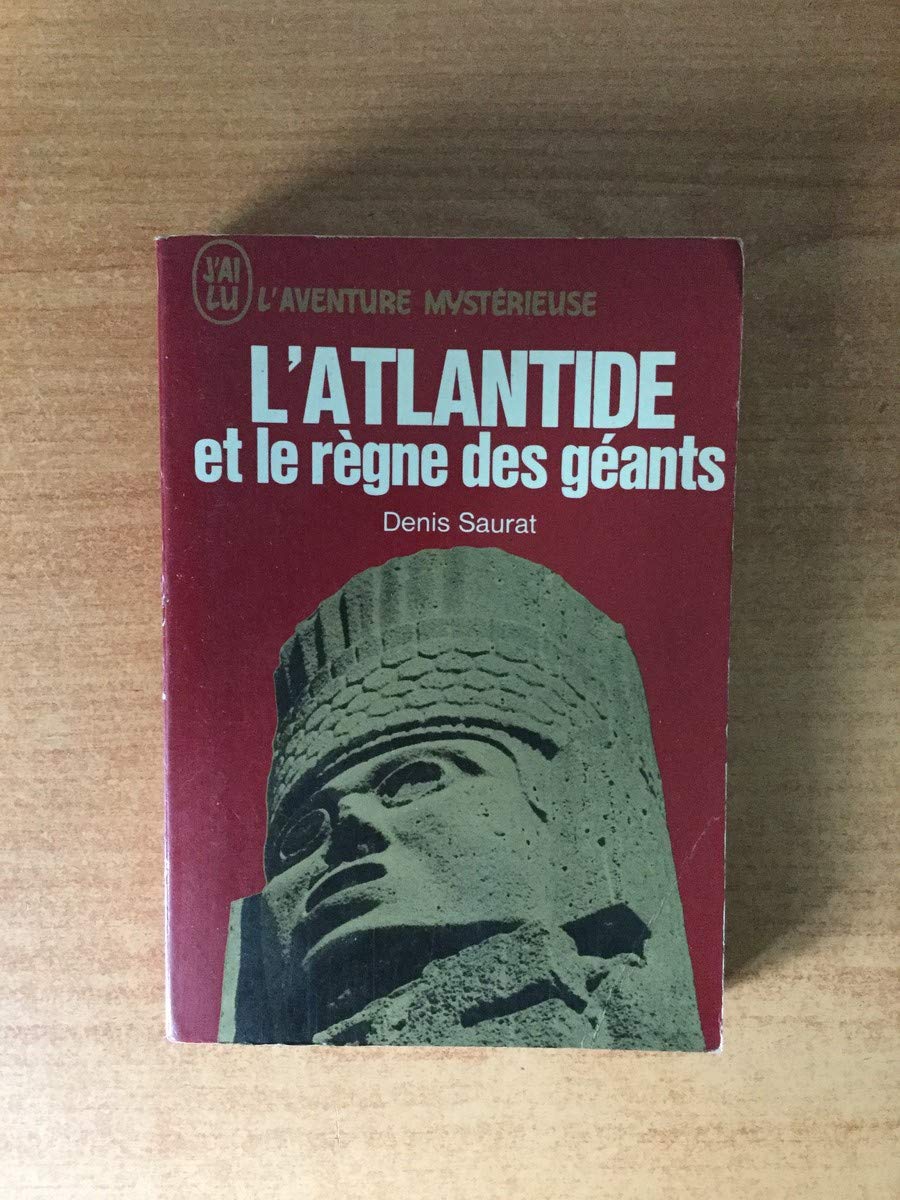 J'AI
LU
L'AVENTURE MYSTÉRIEUSE
L'ATLANTIDE
et le règne des géants
Denis Saurat